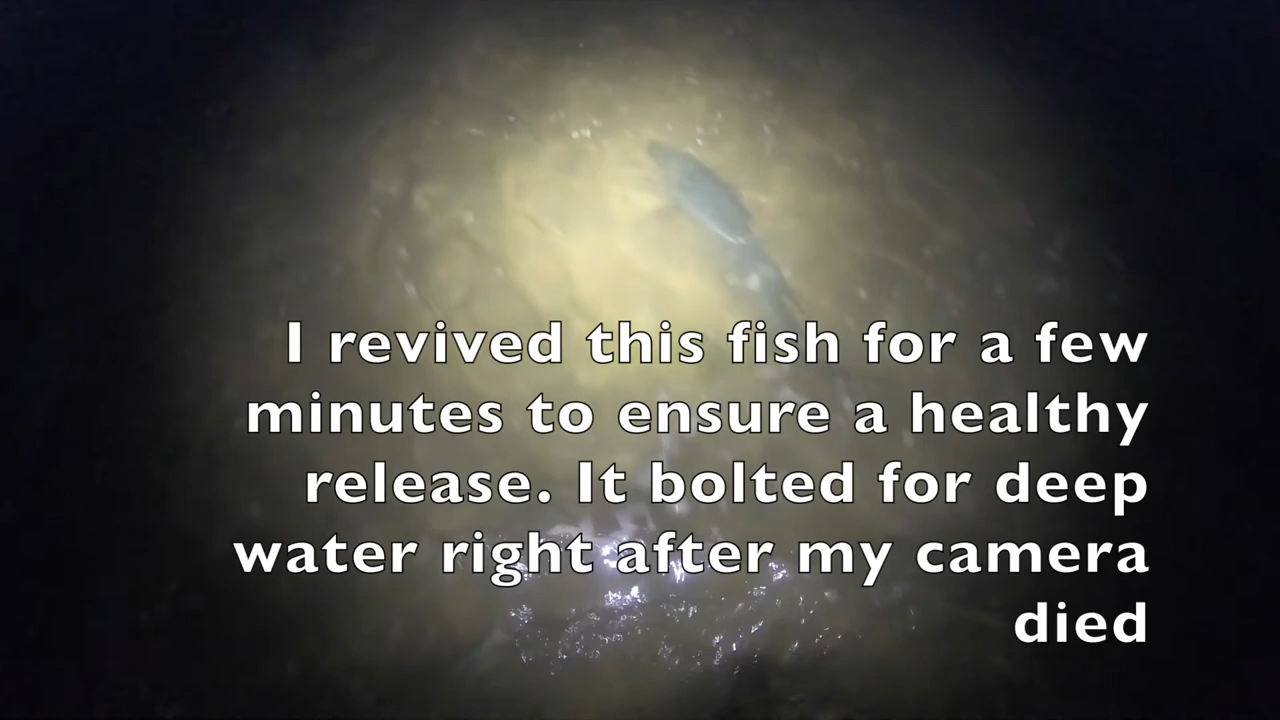 I revived this fish for a few
minutes to ensure a healthy
release. It bolted for deep
water right after my camera
died